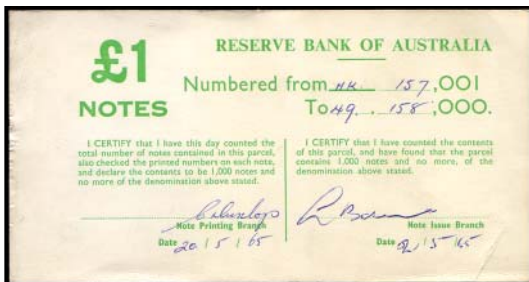 £1
NOTES
RESERVE BANK OF AUSTRALIA
Numbered from HK 157,001
To HQ. 158,000.
I CERTIFY that I have this day counted the
total number of notes contained in this parcel,
also checked the printed numbers on each note,
and declare the contents to be 1,000 notes and
no more of the denomination above stated.
Note Printing Branch
Date 20 / 5 / 65
I CERTIFY that I have counted the contents
of this parcel, and have found that the parcel
contains 1,000 notes and no more, of the
denomination above stated.
Note Issue Branch
Date / 5 / 65